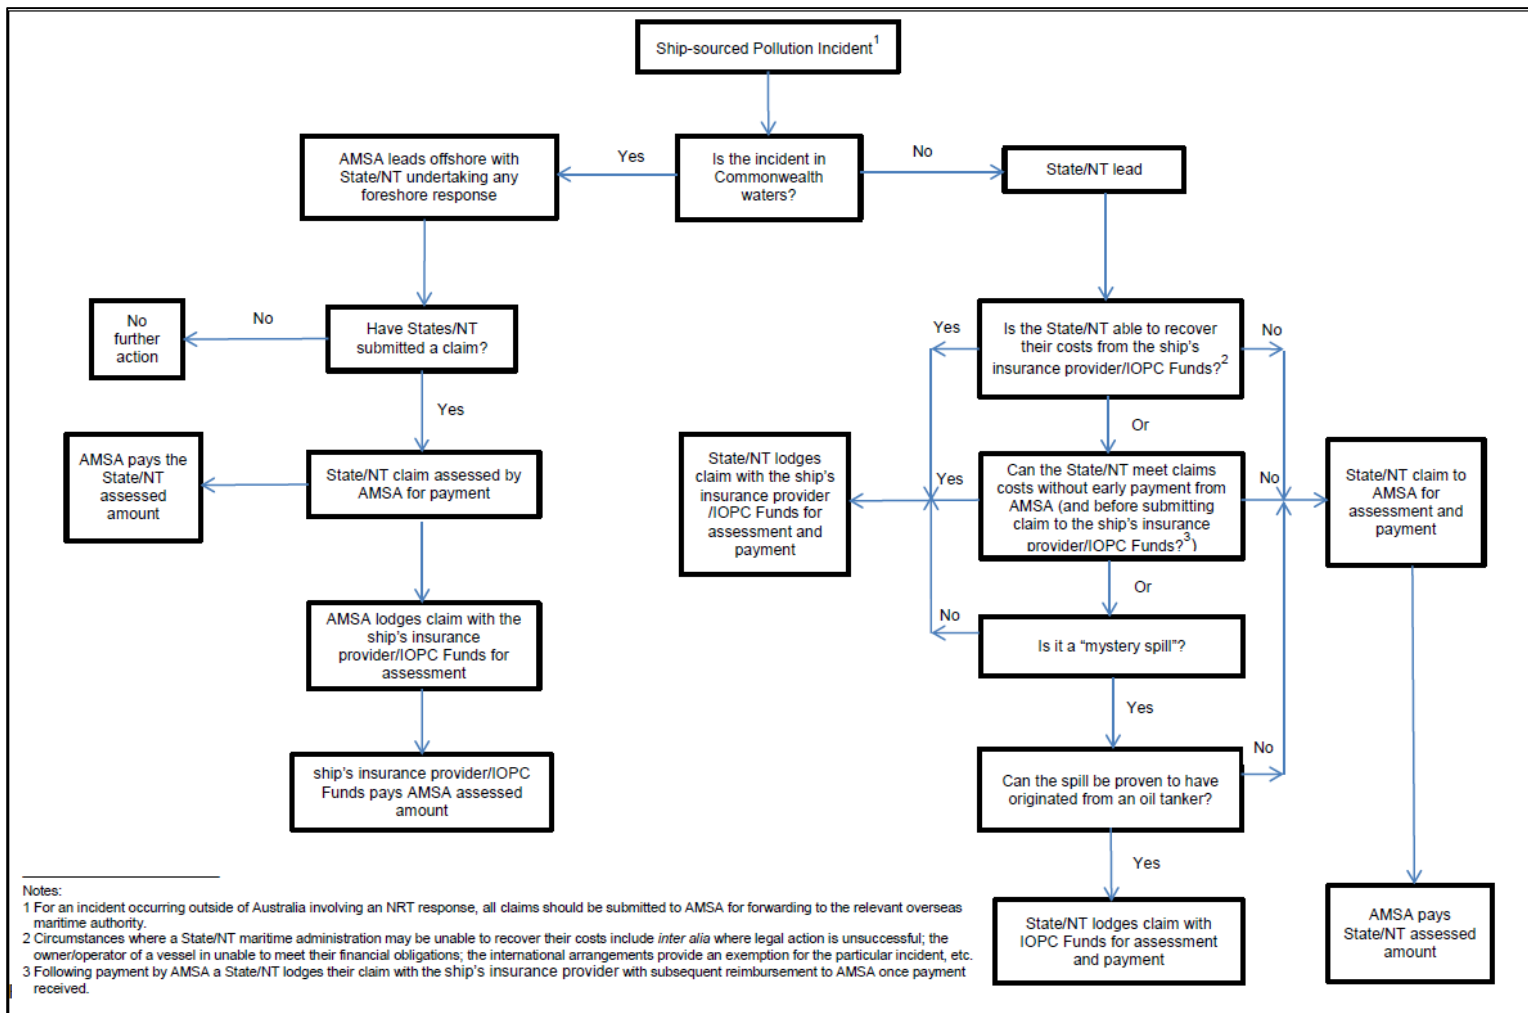 Ship-sourced Pollution Incident1
AMSA leads offshore with
State/NT undertaking any
foreshore response
Yes
Is the incident in
Commonwealth
waters?
No
State/NT lead
No
further
action
No
Have States/NT
submitted a claim?
Yes
Is the State/NT able to recover
their costs from the ship's
insurance provider/IOPC Funds?2
No
Yes
Or
AMSA pays the
State/NT
assessed
amount
State/NT claim assessed by
AMSA for payment
State/NT lodges
claim with the ship's
insurance provider
/IOPC Funds for
assessment and
payment
Yes
Can the State/NT meet claims
costs without early payment from
AMSA (and before submitting
claim to the ship's insurance
provider/IOPC Funds?3)
No
State/NT claim to
AMSA for
assessment and
payment
Or
AMSA lodges claim with the
ship's insurance
provider/IOPC Funds for
assessment
No
Is it a "mystery spill"?
Yes
ship's insurance provider/IOPC
Funds pays AMSA assessed
amount
Can the spill be proven to have
originated from an oil tanker?
No
Yes
State/NT lodges claim with
IOPC Funds for assessment
and payment
AMSA pays
State/NT assessed
amount
Notes:
1 For an incident occurring outside of Australia involving an NRT response, all claims should be submitted to AMSA for forwarding to the relevant overseas
maritime authority.
2 Circumstances where a State/NT maritime administration may be unable to recover their costs include inter alia where legal action is unsuccessful; the
owner/operator of a vessel in unable to meet their financial obligations; the international arrangements provide an exemption for the particular incident, etc.
3 Following payment by AMSA a State/NT lodges their claim with the ship's insurance provider with subsequent reimbursement to AMSA once payment
received.